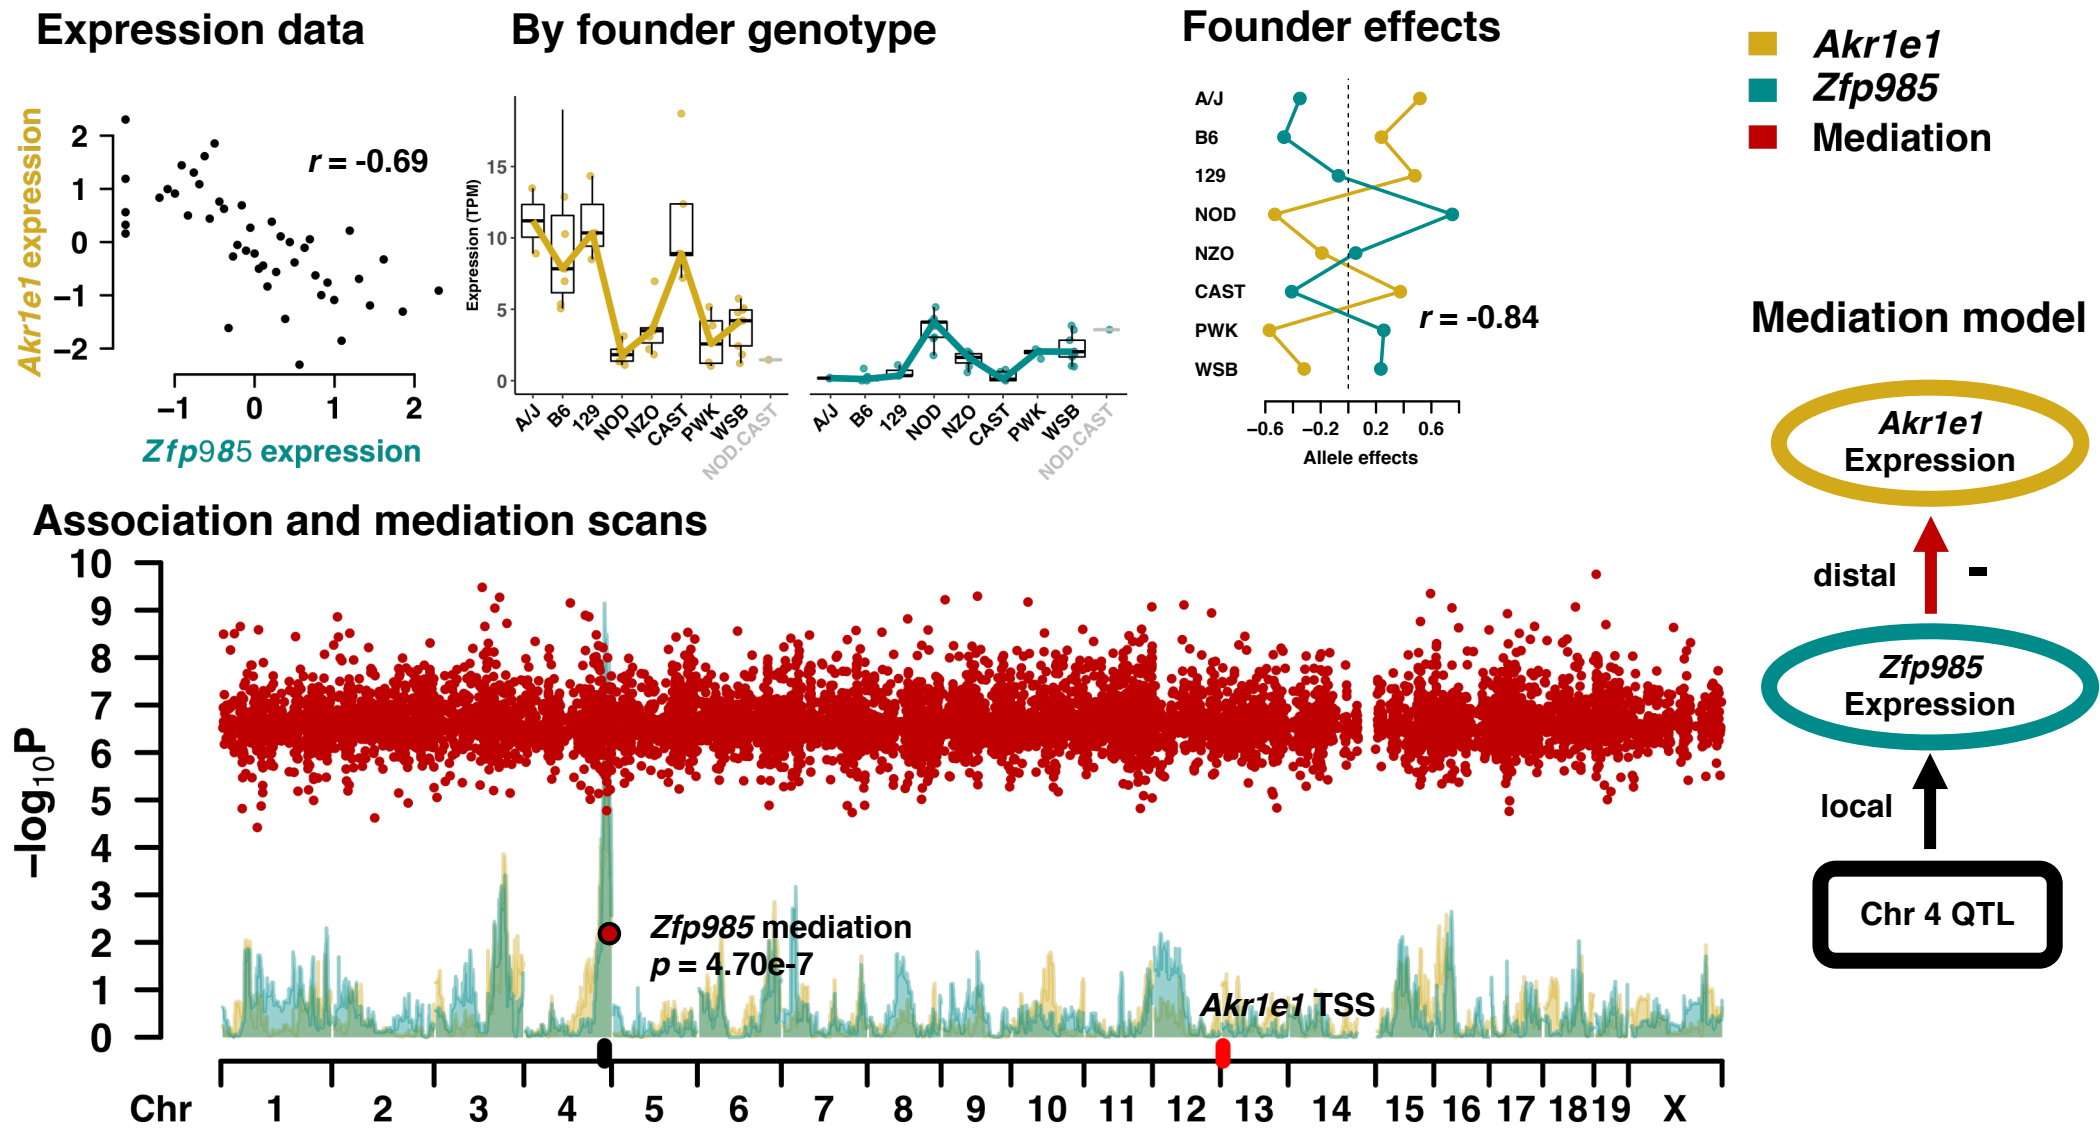 Expression data
By founder genotype
Founder effects
Akr1e1
Zfp985
Mediation
Akr1e1 expression
2
1
0
−1
−2
r = -0.69
−1
0
1
2
Zfp985 expression
Expression (TPM)
15
10
5
0
A/J
B6
129
NOD
NZO
CAST
PWK
WSB
NOD.CAST
A/J
B6
129
NOD
NZO
CAST
PWK
WSB
NOD.CAST
A/J
B6
129
NOD
NZO
CAST
PWK
WSB
r = -0.84
−0.6
−0.2
0.2
0.6
Allele effects
Mediation model
Akr1e1
Expression
distal
-
Zfp985
Expression
local
Chr 4 QTL
Association and mediation scans
−log10P
10
9
8
7
6
5
4
3
2
1
0
Zfp985 mediation
p = 4.70e-7
Akr1e1 TSS
Chr 1 2 3 4 5 6 7 8 9 10 11 12 13 14 15 16 17 18 19 X